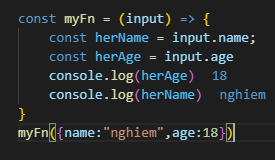 const myFn = (input) => {
const herName = input.name;
const herAge = input.age
console.log(herAge) 18
console.log(herName) nghiem
}
myFn({name:"nghiem",age:18})